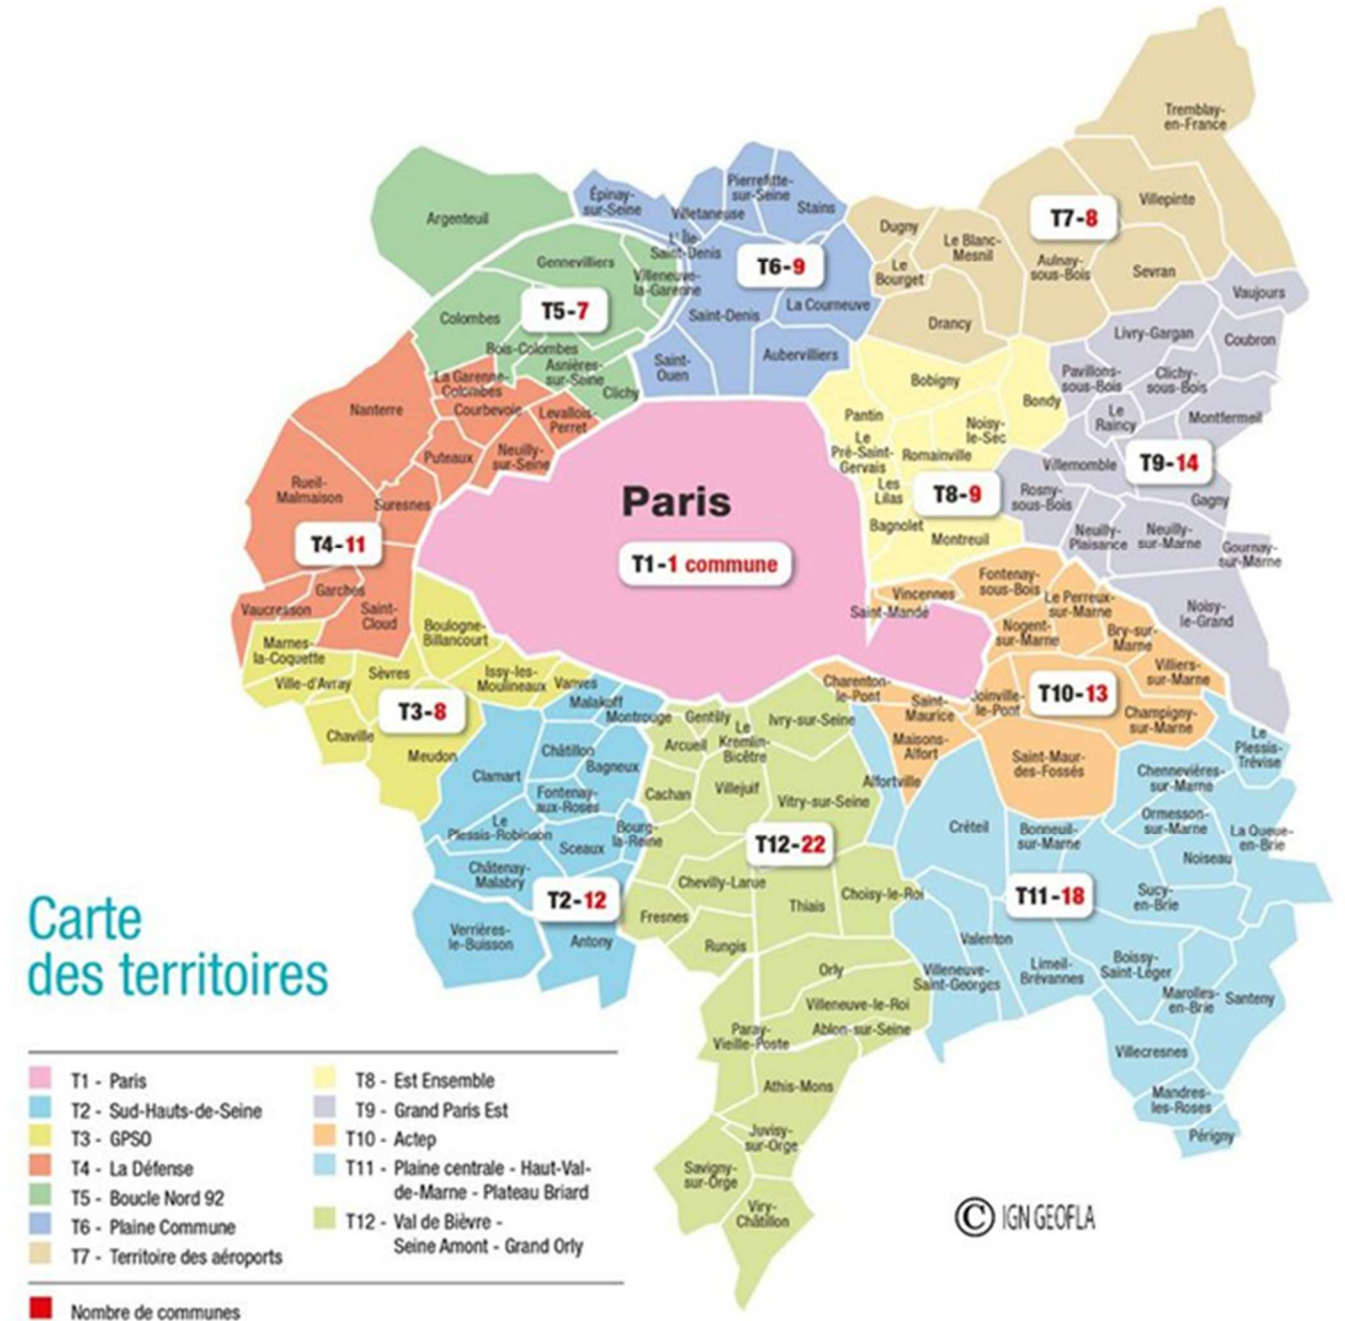 Tremblay-
en-France
Villepinte
T7-8
Argenteuil
Épinay-
sur-Seine
Villetaneuse
Pierrefitte-
sur-Seine
Stains
Dugny
Le Blanc-
Mesnil
Le
Bourget
Aulnay-
sous-Bois
Sevran
Drancy
Vaujours
Gennevilliers
L'Île-
Saint-Denis
Villeneuve-
la-Garenne
T6-9
T5-7
La Courneuve
Saint-Denis
Colombes
Bois-Colombes
Asnières-
sur-Seine
Clichy
Saint-
Ouen
Aubervilliers
Livry-Gargan
Coubron
Pavillons-
sous-Bois
Clichy-
sous-Bois
Le
Raincy
Montfermeil
Bobigny
Bondy
Pantin
Noisy-
le-Sec
Le
Pré-Saint-
Gervais
Romainville
Les
Lilas
T8-9
Bagnolet
Montreuil
Villemomble
T9-14
Rosny-
sous-Bois
Gagny
Neuilly-
Plaisance
Neuilly-
sur-Marne
Gournay-
sur-Marne
Noisy-
le-Grand
La Garenne-
Colombes
Nanterre
Courbevoie
Levallois-
Perret
Puteaux
Neuilly-
sur-Seine
Rueil-
Malmaison
Suresnes
T4-11
Garches
Vaucresson
Saint-
Cloud
Paris
T1-1 commune
Marnes-
la-Coquette
Ville-d'Avray
Sèvres
Boulogne-
Billancourt
Issy-les-
Moulineaux
Vanves
T3-8
Chaville
Meudon
Vincennes
Saint-Mandé
Fontenay-
sous-Bois
Le Perreux-
sur-Marne
Nogent-
sur-Marne
Bry-sur-
Marne
Villiers-
sur-Marne
Charenton-
le-Pont
Saint-
Maurice
Joinville-
le-Pont
T10-13
Champigny-
sur-Marne
Maisons-
Alfort
Saint-Maur-
des-Fossés
Malakoff
Montrouge
Châtillon
Bagneux
Clamart
Fontenay-
aux-Roses
Le
Plessis-Robinson
Bourg-
la-Reine
Sceaux
Châtenay-
Malabry
T2-12
Verrières-
le-Buisson
Antony
Gentilly
Le
Kremlin-
Bicêtre
Ivry-sur-Seine
Arcueil
Cachan
Villejuif
Vitry-sur-Seine
T12-22
Chevilly-Larue
Thiais
Choisy-le-Roi
Fresnes
Rungis
Orly
Villeneuve-le-Roi
Ablon-sur-Seine
Paray-
Vieille-Poste
Athis-Mons
Juvisy-
sur-Orge
Savigny-
sur-Orge
Viry-
Châtillon
Alfortville
Créteil
Bonneuil-
sur-Marne
Le
Plessis-
Trévise
Chennevières-
sur-Marne
Ormesson-
sur-Marne
La Queue-
en-Brie
Noiseau
T11-18
Sucy-
en-Brie
Valenton
Villeneuve-
Saint-Georges
Limeil-
Brévannes
Boissy-
Saint-Léger
Marolles-
en-Brie
Santeny
Villecresnes
Mandres-
les-Roses
Périgny
Carte
des territoires
T1 - Paris
T2 - Sud-Hauts-de-Seine
T3 - GPSO
T4 - La Défense
T5 - Boucle Nord 92
T6 - Plaine Commune
T7 - Territoire des aéroports
T8 - Est Ensemble
T9 - Grand Paris Est
T10 - Actep
T11 - Plaine centrale - Haut-Val-
de-Marne - Plateau Briard
T12 - Val de Bièvre -
Seine Amont - Grand Orly
Nombre de communes
© IGN GEOFLA